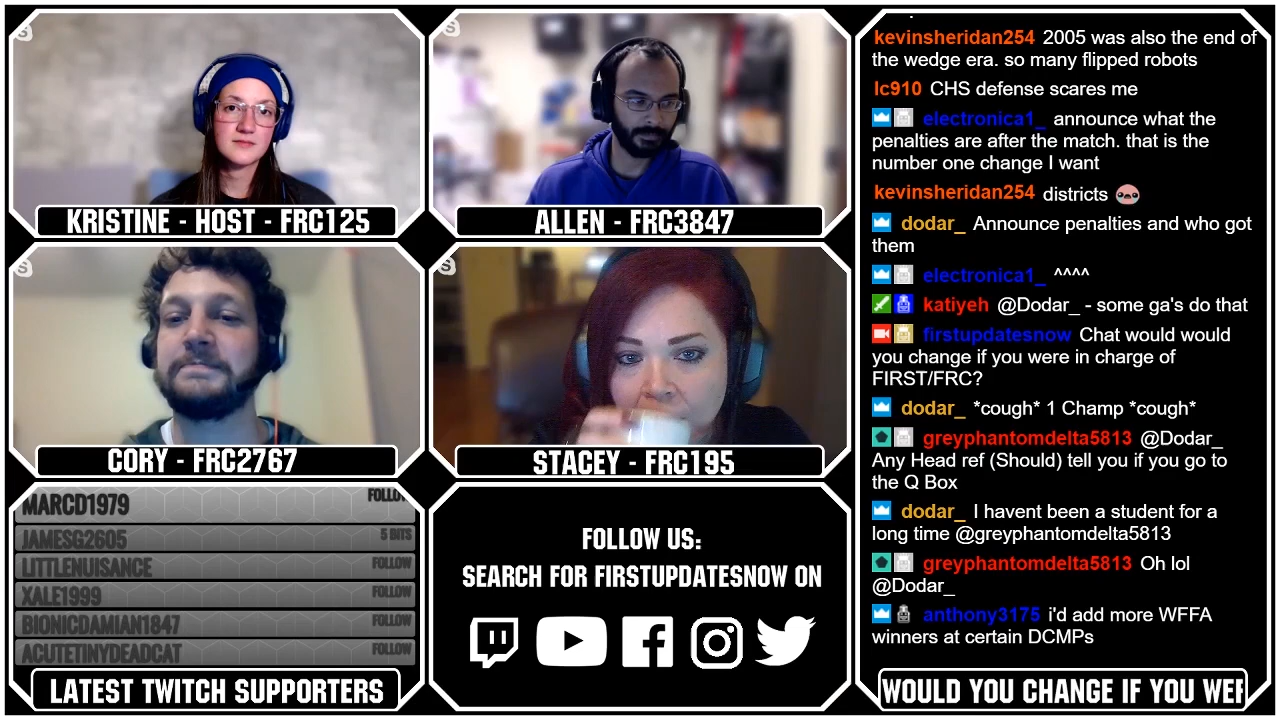 KRISTINE - HOST - FRC125
ALLEN - FRC3847
CORY - FRC2767
STACEY - FRC195
MARCD1979
JAMESG2605 5 BITS
LITTLENUISANCE FOLLOW
XALE1999 FOLLOW
BIONICDAMIAN1847 FOLLOW
ACUTETINYDEADCAT FOLLOW
LATEST TWITCH SUPPORTERS
FOLLOW US:
SEARCH FOR FIRSTUPDATESNOW ON
kevinsheridan254 2005 was also the end of
the wedge era. so many flipped robots
lc910 CHS defense scares me
electronica1_ announce what the
penalties are after the match. that is the
number one change I want
kevinsheridan254 districts
dodar_ Announce penalties and who got
them
electronica1_ ^^^^
katiyeh @Dodar_ - some ga's do that
firstupdatesnow Chat would would
you change if you were in charge of
FIRST/FRC?
dodar_ *cough* 1 Champ *cough*
greyphantomdelta5813 @Dodar_
Any Head ref (Should) tell you if you go to
the Q Box
dodar_ I havent been a student for a
long time @greyphantomdelta5813
greyphantomdelta5813 Oh lol
@Dodar_
anthony3175 i'd add more WFFA
winners at certain DCMPs
WOULD YOU CHANGE IF YOU